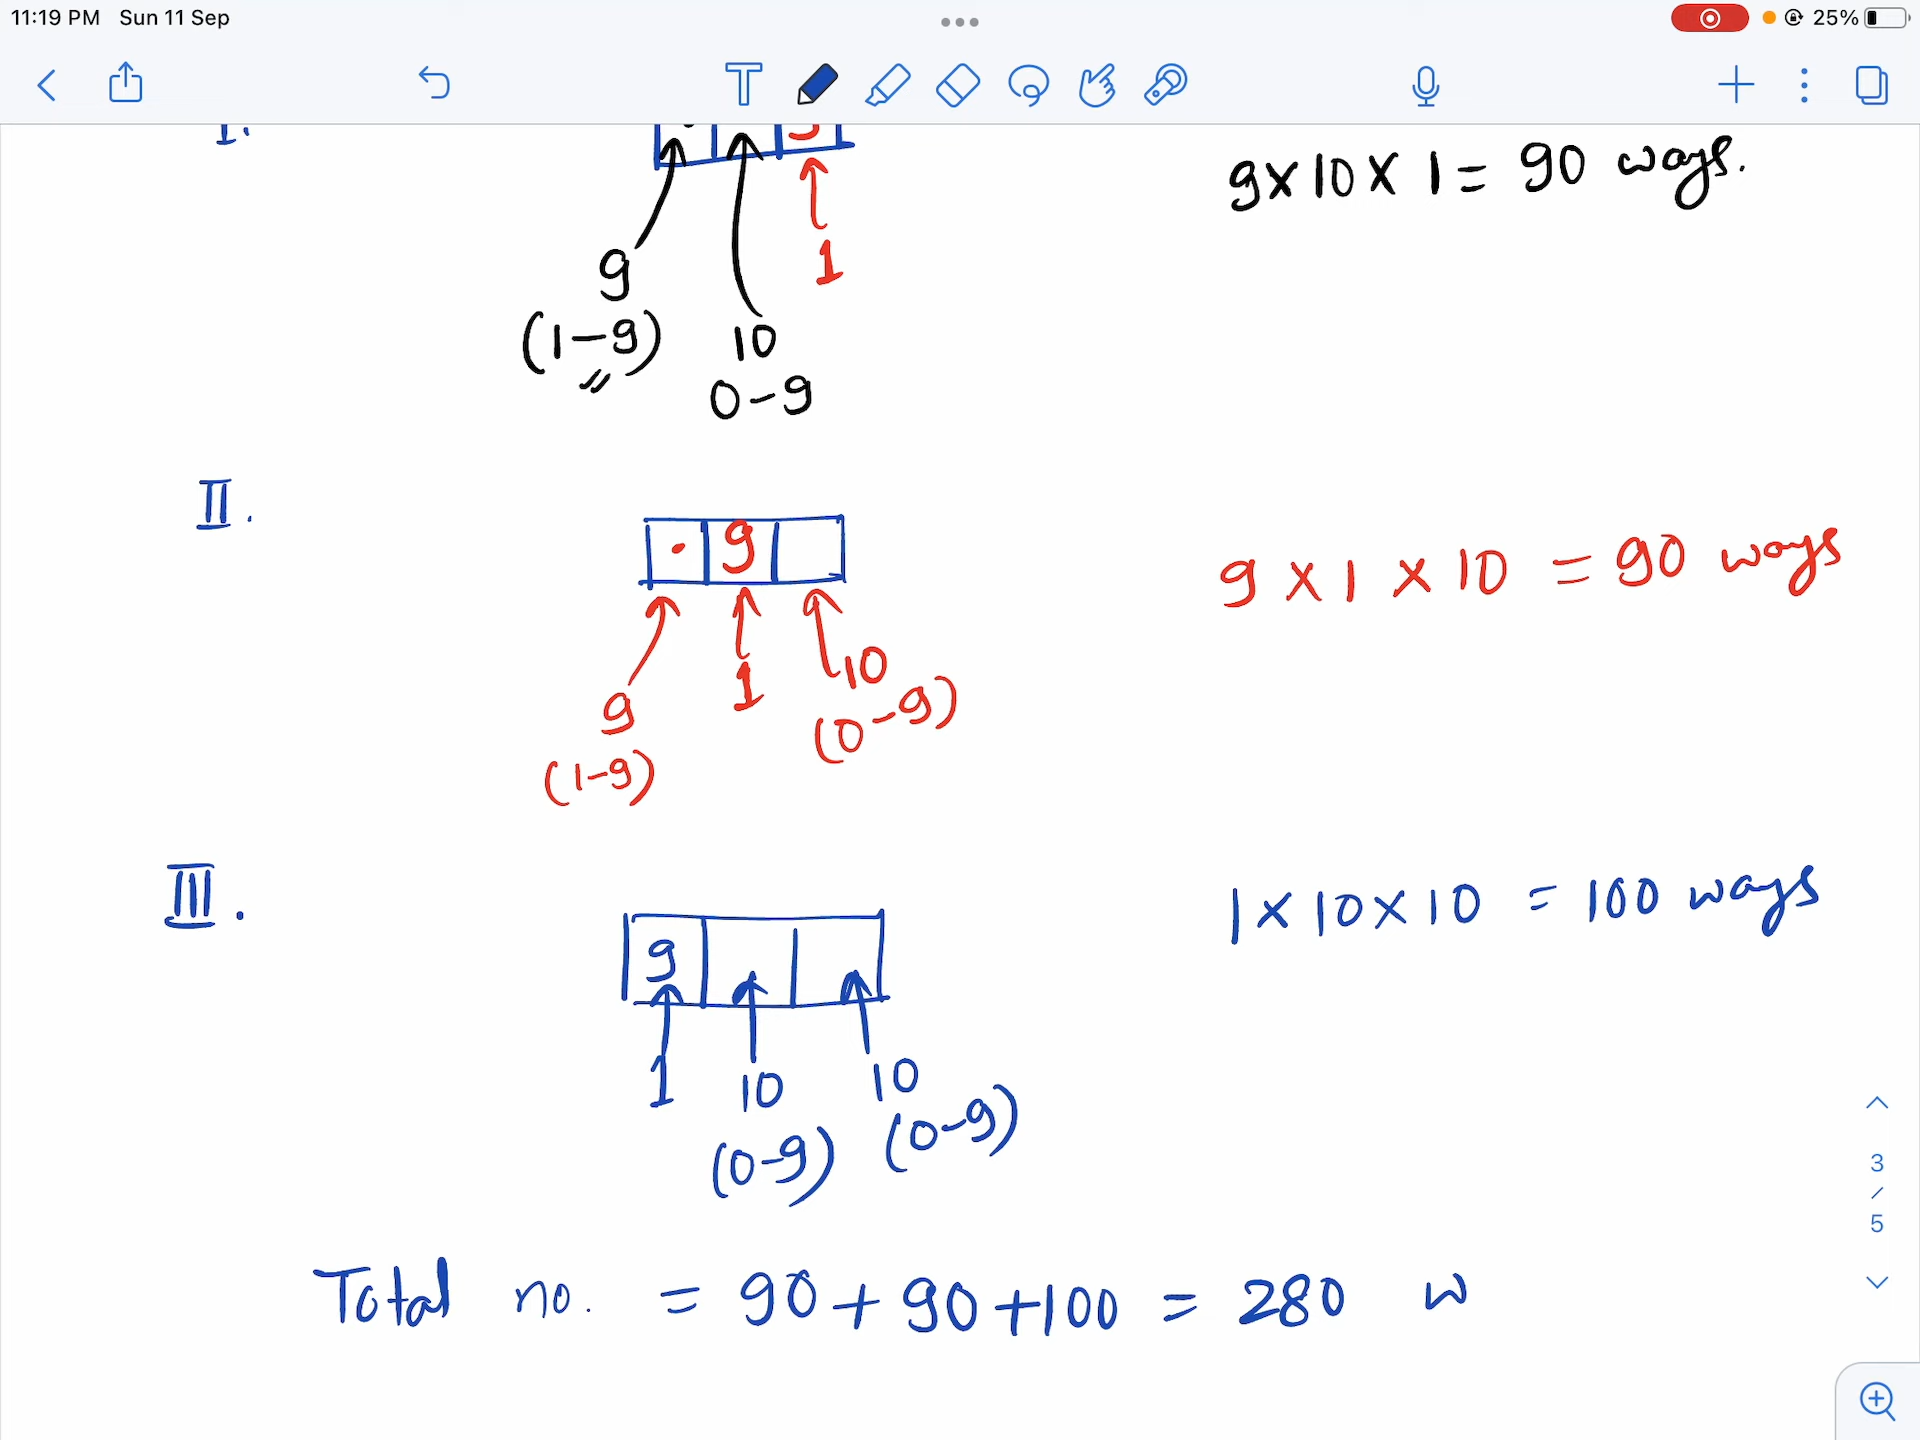 11:19 PM Sun 11 Sep 25%
T
I.
9 × 10 × 1 = 90 ways.
1
9
(1-9) 10
0-9
II.
9
9 × 1 × 10 = 90 ways
9 1 10
(1-9) (0-9)
III.
9
1 × 10 × 10 = 100 ways
1 10 10
(0-9) (0-9)
3
/
5
Total no. = 90 + 90 + 100 = 280 w